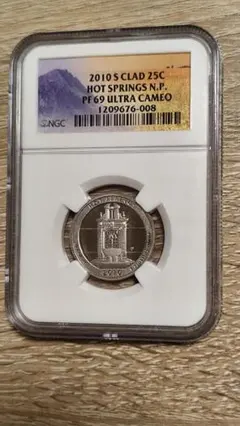 2010 S CLAD 25C
HOT SPRINGS N.P.
PF 69 ULTRA CAMEO
1209676-008
NGC